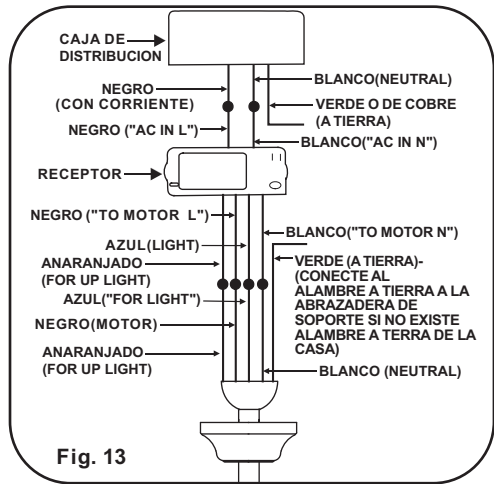 CAJA DE
DISTRIBUCION
NEGRO
(CON CORRIENTE)
BLANCO(NEUTRAL)
VERDE O DE COBRE
(A TIERRA)
NEGRO ("AC IN L")
BLANCO("AC IN N")
RECEPTOR
NEGRO ("TO MOTOR L")
BLANCO("TO MOTOR N")
AZUL(LIGHT)
ANARANJADO
(FOR UP LIGHT)
VERDE (A TIERRA)-
(CONECTE AL
ALAMBRE A TIERRA A LA
ABRAZADERA DE
SOPORTE SI NO EXISTE
ALAMBRE A TERRA DE LA
CASA)
AZUL("FOR LIGHT")
NEGRO(MOTOR)
ANARANJADO
(FOR UP LIGHT)
BLANCO (NEUTRAL)
Fig. 13